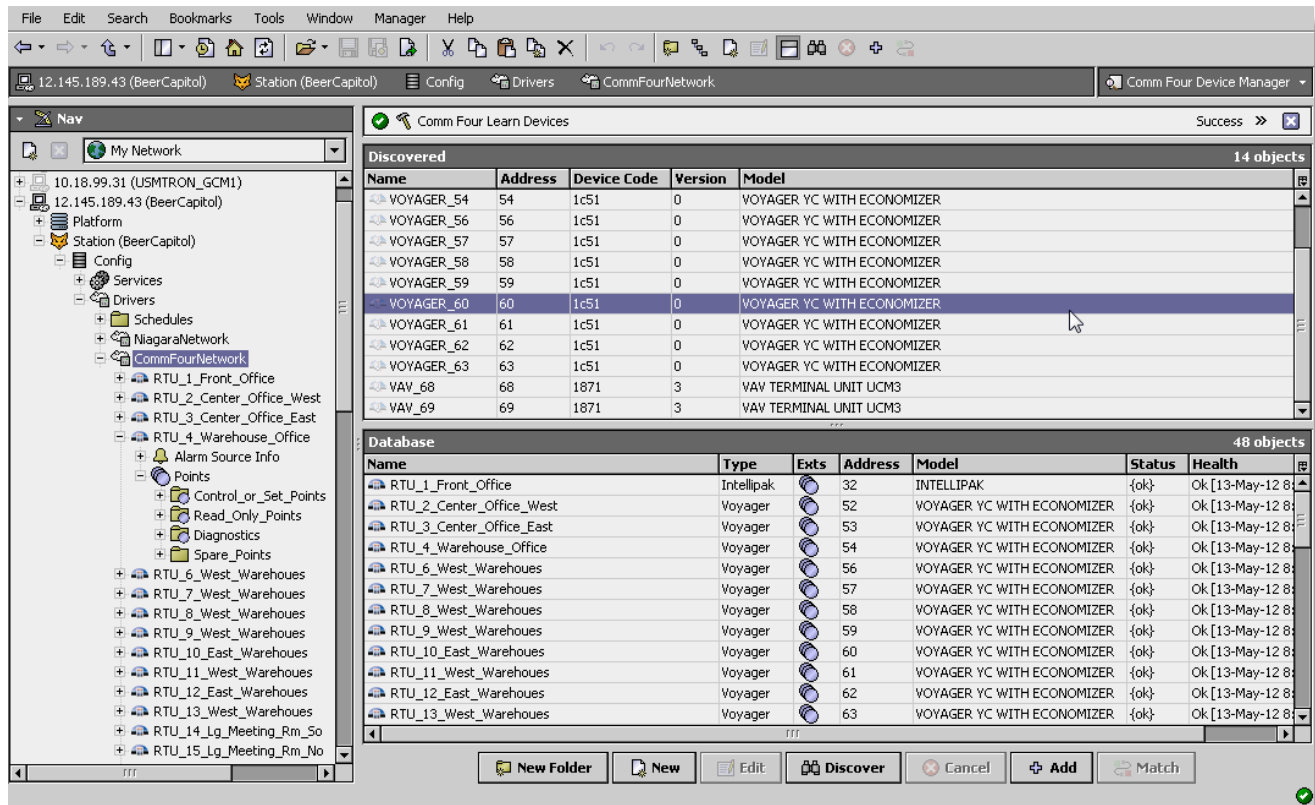 File Edit Search Bookmarks Tools Window Manager Help
12.145.189.43 (BeerCapitol) Station (BeerCapitol) Config Drivers CommFourNetwork Comm Four Device Manager
Nav
My Network
10.18.99.31 (USMTRON_GCM1)
12.145.189.43 (BeerCapitol)
Platform
Station (BeerCapitol)
Config
Services
Drivers
Schedules
NiagaraNetwork
CommFourNetwork
RTU_1_Front_Office
RTU_2_Center_Office_West
RTU_3_Center_Office_East
RTU_4_Warehouse_Office
Alarm Source Info
Points
Control_or_Set_Points
Read_Only_Points
Diagnostics
Spare_Points
RTU_6_West_Warehoues
RTU_7_West_Warehoues
RTU_8_West_Warehoues
RTU_9_West_Warehoues
RTU_10_East_Warehoues
RTU_11_West_Warehoues
RTU_12_East_Warehoues
RTU_13_West_Warehoues
RTU_14_Lg_Meeting_Rm_So
RTU_15_Lg_Meeting_Rm_No
Comm Four Learn Devices Success »
Discovered 14 objects
Name Address Device Code Version Model
VOYAGER_54 54 1c51 0 VOYAGER YC WITH ECONOMIZER
VOYAGER_56 56 1c51 0 VOYAGER YC WITH ECONOMIZER
VOYAGER_57 57 1c51 0 VOYAGER YC WITH ECONOMIZER
VOYAGER_58 58 1c51 0 VOYAGER YC WITH ECONOMIZER
VOYAGER_59 59 1c51 0 VOYAGER YC WITH ECONOMIZER
VOYAGER_60 60 1c51 0 VOYAGER YC WITH ECONOMIZER
VOYAGER_61 61 1c51 0 VOYAGER YC WITH ECONOMIZER
VOYAGER_62 62 1c51 0 VOYAGER YC WITH ECONOMIZER
VOYAGER_63 63 1c51 0 VOYAGER YC WITH ECONOMIZER
VAV_68 68 1871 3 VAV TERMINAL UNIT UCM3
VAV_69 69 1871 3 VAV TERMINAL UNIT UCM3
Database 48 objects
Name Type Exts Address Model Status Health
RTU_1_Front_Office Intellipak 32 INTELLIPAK {ok} Ok [13-May-12 8:
RTU_2_Center_Office_West Voyager 52 VOYAGER YC WITH ECONOMIZER {ok} Ok [13-May-12 8:
RTU_3_Center_Office_East Voyager 53 VOYAGER YC WITH ECONOMIZER {ok} Ok [13-May-12 8:
RTU_4_Warehouse_Office Voyager 54 VOYAGER YC WITH ECONOMIZER {ok} Ok [13-May-12 8:
RTU_6_West_Warehoues Voyager 56 VOYAGER YC WITH ECONOMIZER {ok} Ok [13-May-12 8:
RTU_7_West_Warehoues Voyager 57 VOYAGER YC WITH ECONOMIZER {ok} Ok [13-May-12 8:
RTU_8_West_Warehoues Voyager 58 VOYAGER YC WITH ECONOMIZER {ok} Ok [13-May-12 8:
RTU_9_West_Warehoues Voyager 59 VOYAGER YC WITH ECONOMIZER {ok} Ok [13-May-12 8:
RTU_10_East_Warehoues Voyager 60 VOYAGER YC WITH ECONOMIZER {ok} Ok [13-May-12 8:
RTU_11_West_Warehoues Voyager 61 VOYAGER YC WITH ECONOMIZER {ok} Ok [13-May-12 8:
RTU_12_East_Warehoues Voyager 62 VOYAGER YC WITH ECONOMIZER {ok} Ok [13-May-12 8:
RTU_13_West_Warehoues Voyager 63 VOYAGER YC WITH ECONOMIZER {ok} Ok [13-May-12 8:
New Folder New Edit Discover Cancel Add Match